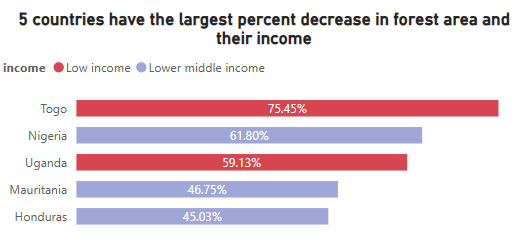 5 countries have the largest percent decrease in forest area and
their income
income Low income Lower middle income
Togo 75.45%
Nigeria 61.80%
Uganda 59.13%
Mauritania 46.75%
Honduras 45.03%